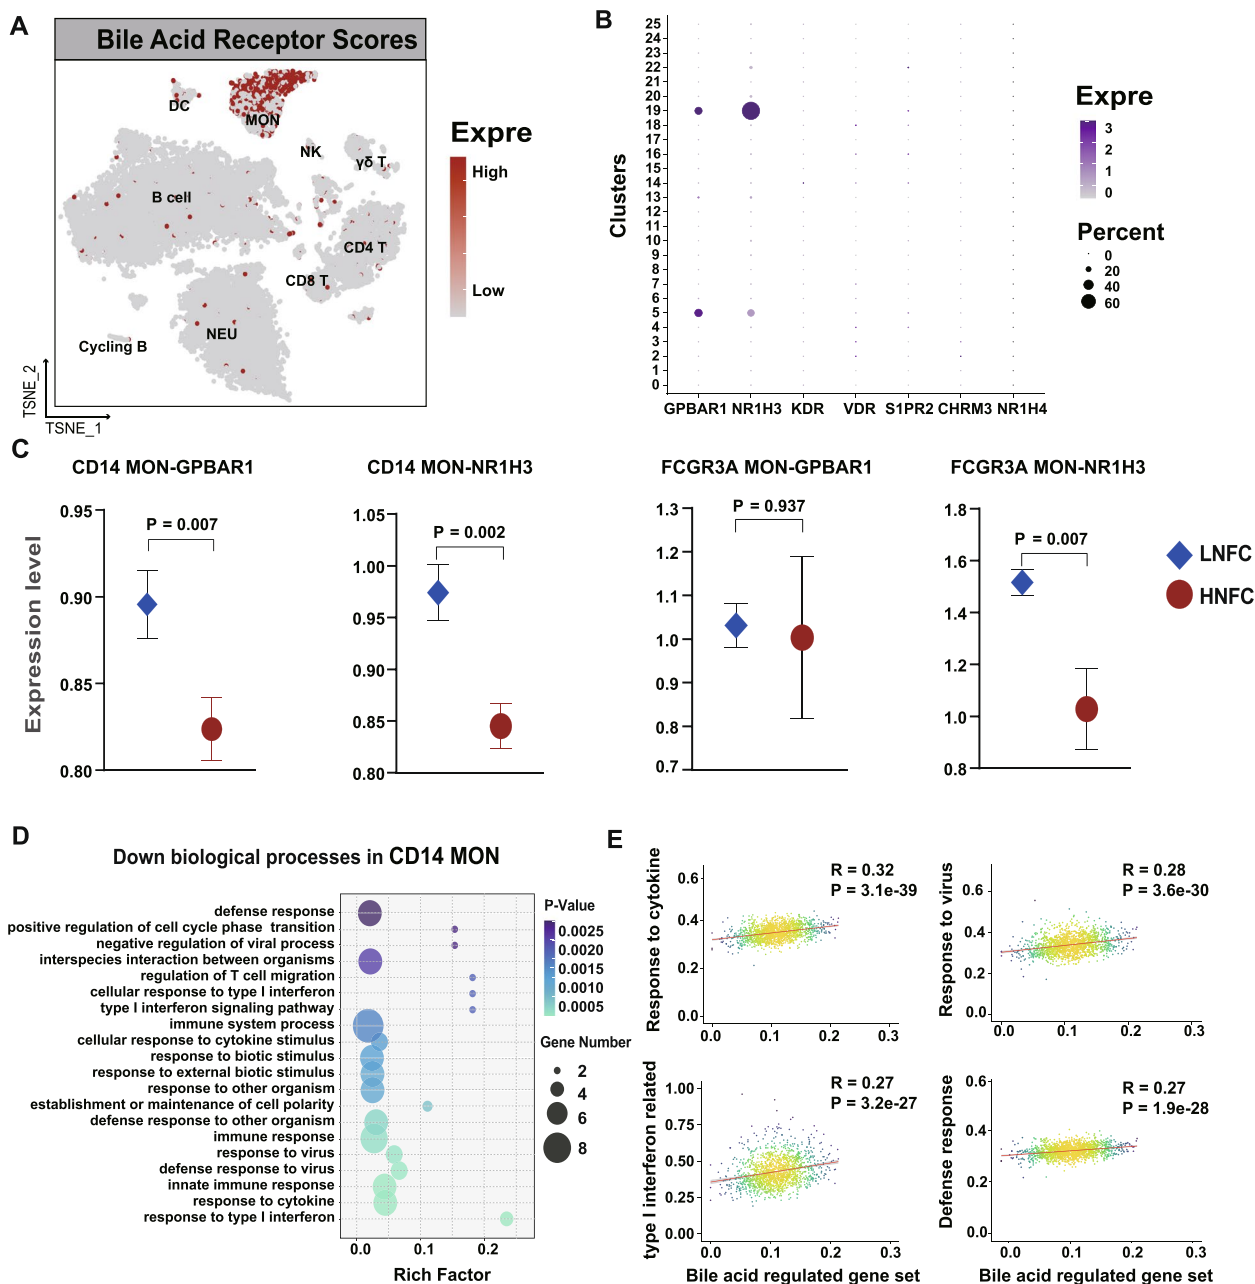 A
Bile Acid Receptor Scores
DC
MON
NK
γδ T
B cell
CD4 T
CD8 T
NEU
Cycling B
TSNE_2
TSNE_1
Expre
High
Low
B
Clusters
25
24
23
22
21
20
19
18
17
16
15
14
13
12
11
10
9
8
7
6
5
4
3
2
1
0
GPBAR1 NR1H3 KDR VDR S1PR2 CHRM3 NR1H4
Expre
3
2
1
0
Percent
0
20
40
60
C
Expression level
CD14 MON-GPBAR1
P = 0.007
0.95
0.90
0.85
0.80
CD14 MON-NR1H3
P = 0.002
1.05
1.00
0.95
0.90
0.85
0.80
FCGR3A MON-GPBAR1
P = 0.937
1.3
1.2
1.1
1.0
0.9
0.8
0.7
FCGR3A MON-NR1H3
P = 0.007
1.8
1.6
1.4
1.2
1.0
0.8
LNFC
HNFC
D
Down biological processes in CD14 MON
defense response
positive regulation of cell cycle phase transition
negative regulation of viral process
interspecies interaction between organisms
regulation of T cell migration
cellular response to type I interferon
type I interferon signaling pathway
immune system process
cellular response to cytokine stimulus
response to biotic stimulus
response to external biotic stimulus
response to other organism
establishment or maintenance of cell polarity
defense response to other organism
immune response
response to virus
defense response to virus
innate immune response
response to cytokine
response to type I interferon
0.0 0.1 0.2
Rich Factor
P-Value
0.0025
0.0020
0.0015
0.0010
0.0005
Gene Number
2
4
6
8
E
Response to cytokine
R = 0.32
P = 3.1e-39
0.6
0.4
0.2
0.0
0.0 0.1 0.2 0.3
Response to virus
R = 0.28
P = 3.6e-30
0.6
0.4
0.2
0.0
0.0 0.1 0.2 0.3
type I interferon related
R = 0.27
P = 3.2e-27
1.00
0.75
0.50
0.25
0.00
0.0 0.1 0.2 0.3
Bile acid regulated gene set
Defense response
R = 0.27
P = 1.9e-28
0.6
0.4
0.2
0.0
0.0 0.1 0.2 0.3
Bile acid regulated gene set